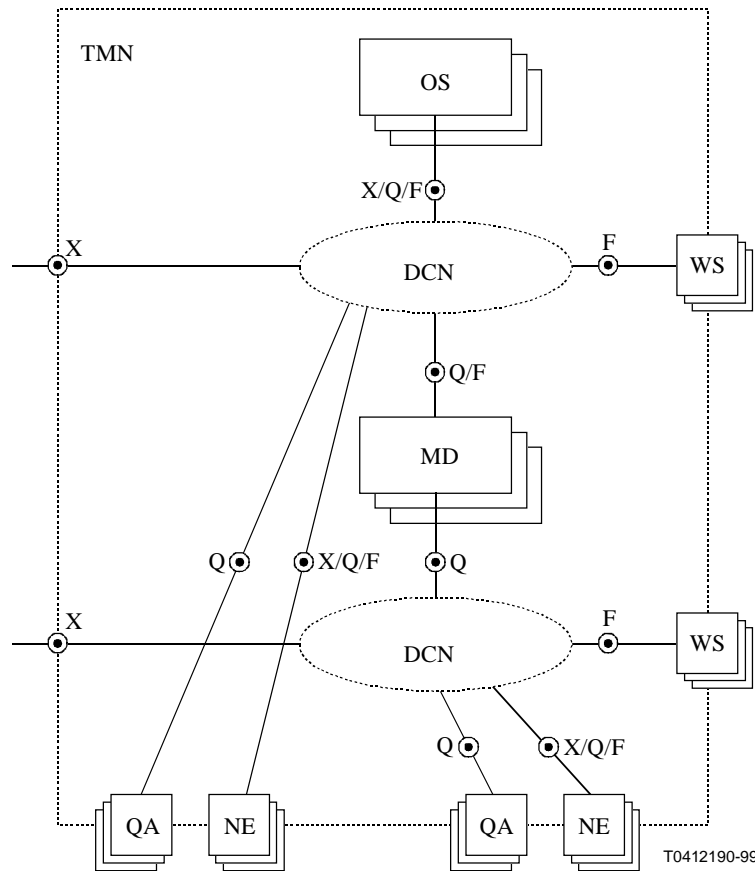 TMN
OS
X/Q/F
X
F
DCN
WS
Q/F
MD
Q
X/Q/F
Q
X
F
DCN
WS
Q
X/Q/F
QA
NE
QA
NE
T0412190-99